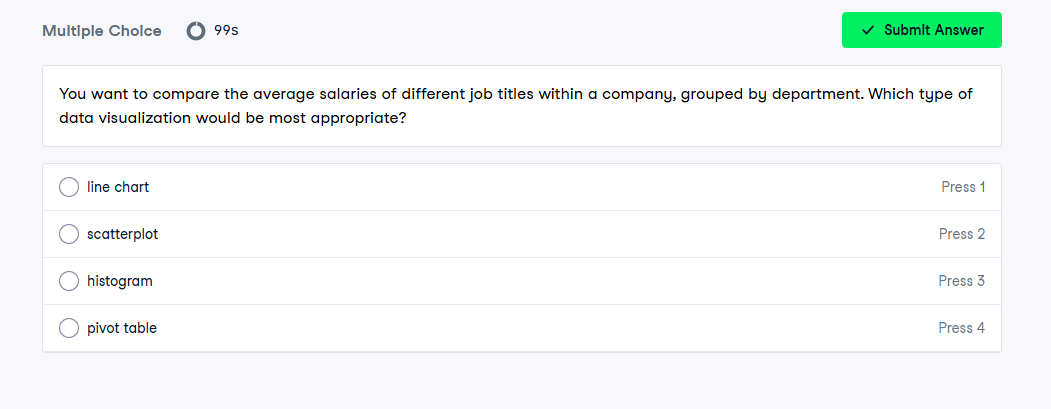 Multiple Choice 99s Submit Answer
You want to compare the average salaries of different job titles within a company, grouped by department. Which type of
data visualization would be most appropriate?
line chart Press 1
scatterplot Press 2
histogram Press 3
pivot table Press 4